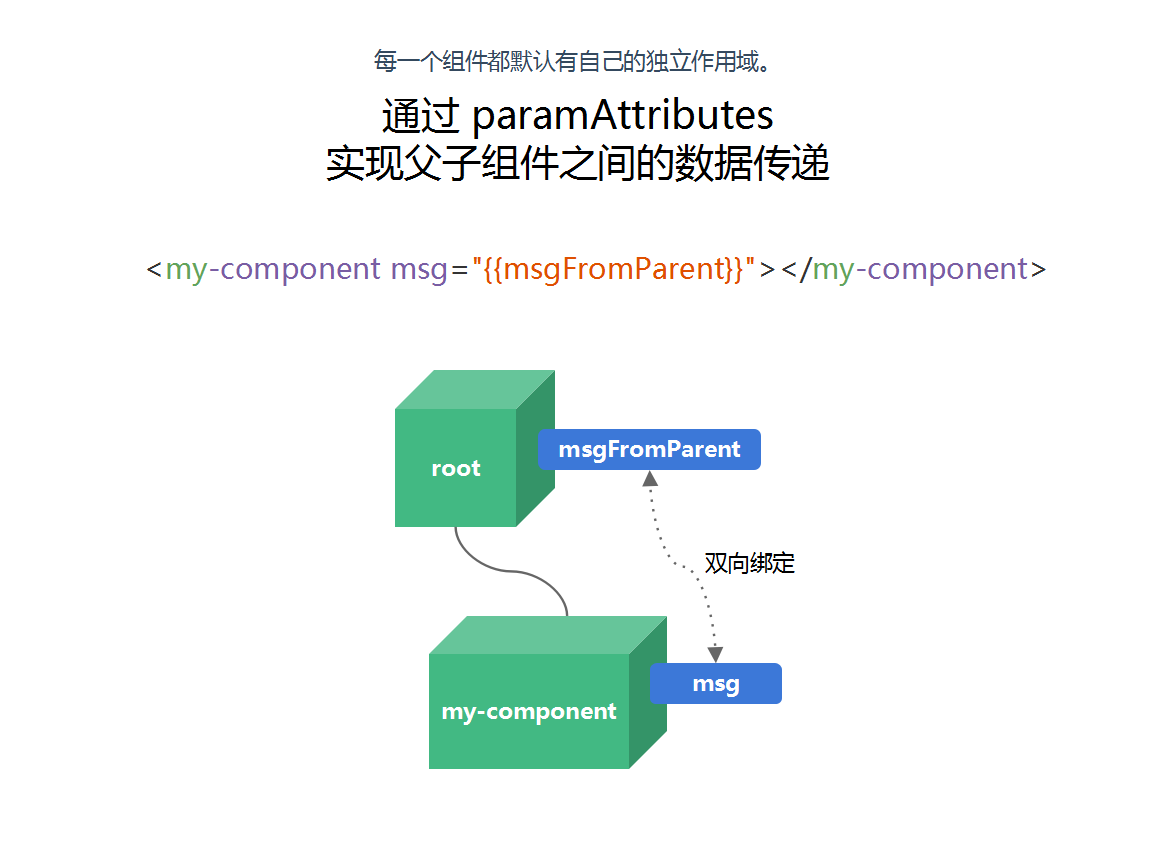 每一个组件都默认有自己的独立作用域。
通过 paramAttributes
实现父子组件之间的数据传递
<my-component msg="{{msgFromParent}}"></my-component>
root
msgFromParent
双向绑定
my-component
msg